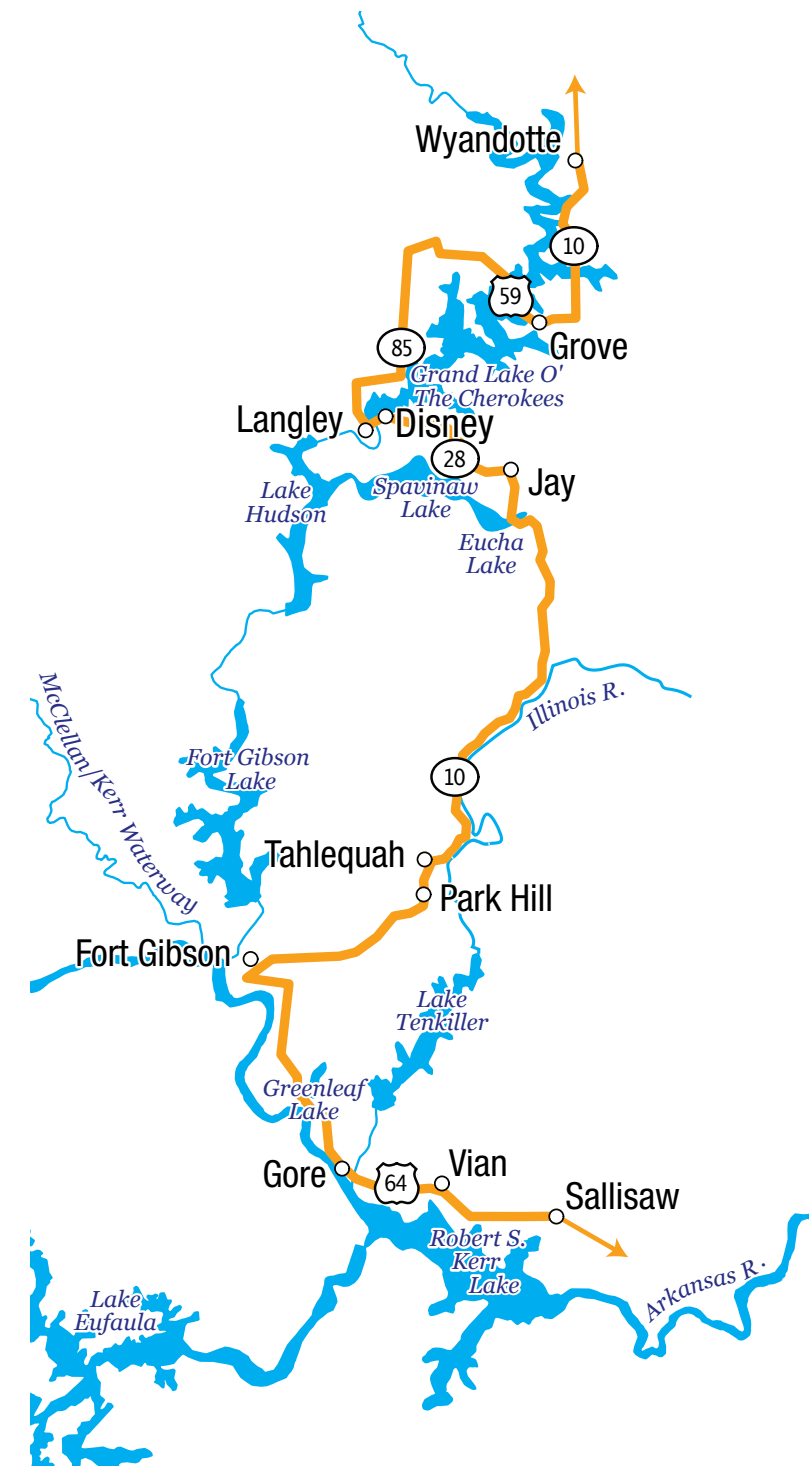 Wyandotte
10
59
Grove
85
Grand Lake O'
The Cherokees
Langley
Disney
28
Jay
Lake
Hudson
Spavinaw
Lake
Eucha
Lake
Illinois R.
McClellan/Kerr Waterway
Fort Gibson
Lake
10
Tahlequah
Park Hill
Fort Gibson
Lake
Tenkiller
Greenleaf
Lake
Gore
64
Vian
Sallisaw
Robert S.
Kerr
Lake
Arkansas R.
Lake
Eufaula